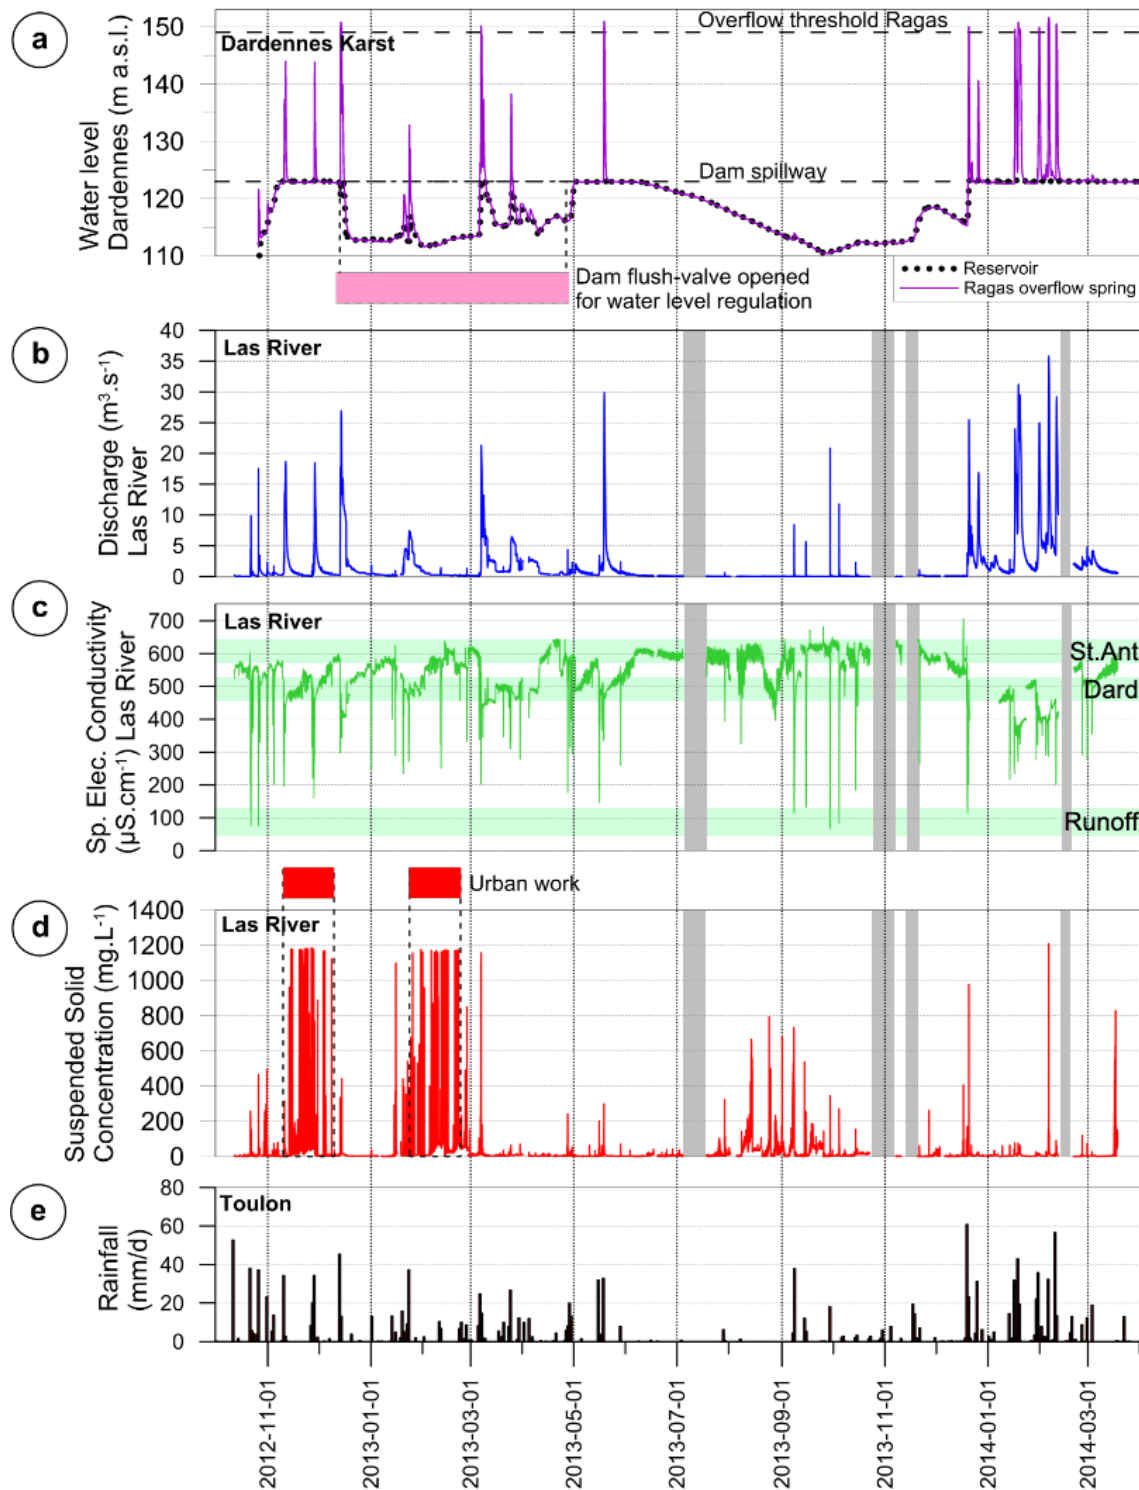 a
Water level
Dardennes (m a.s.l.)
150
140
130
120
110
Overflow threshold Ragas
Dardennes Karst
Dam spillway
Dam flush-valve opened
for water level regulation
Reservoir
Ragas overflow spring
b
Discharge (m³.s⁻¹)
Las River
40
35
30
25
20
15
10
5
0
Las River
c
Sp. Elec. Conductivity
(µS.cm⁻¹) Las River
700
600
500
400
300
200
100
0
Las River
St.Ant
Dard
Runoff
Urban work
d
Suspended Solid
Concentration (mg.L⁻¹)
1400
1200
1000
800
600
400
200
0
Las River
e
Rainfall
(mm/d)
80
60
40
20
0
Toulon
2012-11-01
2013-01-01
2013-03-01
2013-05-01
2013-07-01
2013-09-01
2013-11-01
2014-01-01
2014-03-01